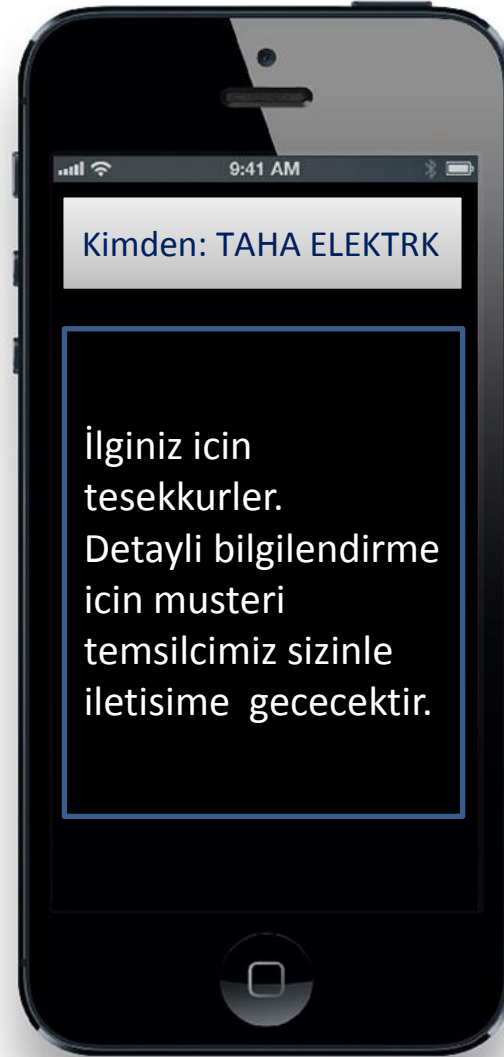 9:41 AM
Kimden: TAHA ELEKTRK
İlginiz icin
tesekkurler.
Detayli bilgilendirme
icin musteri
temsilcimiz sizinle
iletisime  gececektir.